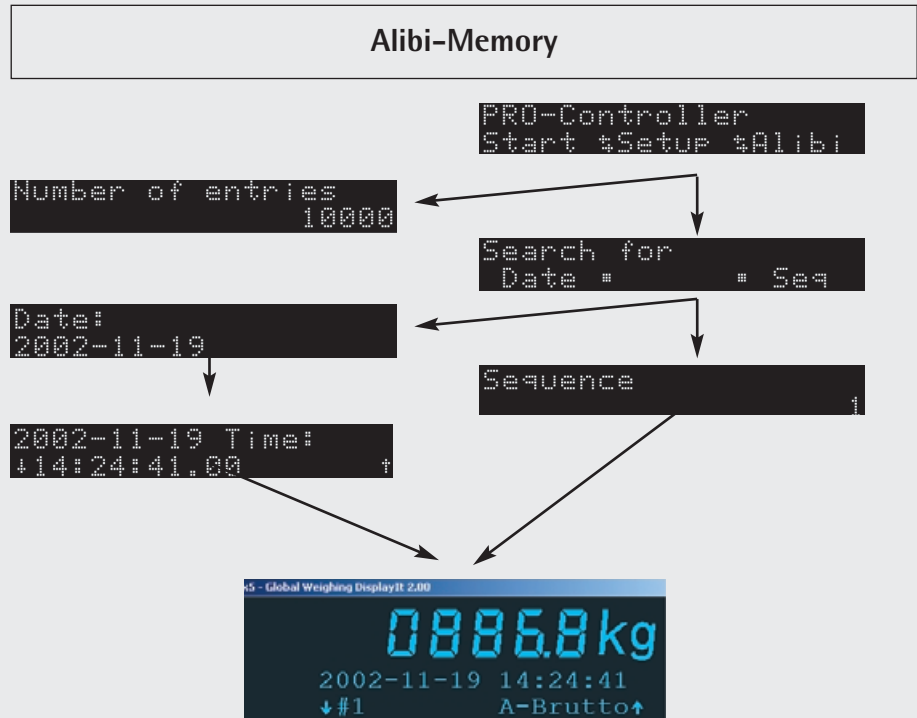 Alibi-Memory
PRO-Controller
Start $Setup $Alibi
Number of entries
10000
Search for
Date Seq
Date:
2002-11-19
Sequence
1
2002-11-19 Time:
↓14:24:41.00 ↑
x5 - Global Weighing DisplayIt 2.00
0886.8kg
2002-11-19 14:24:41
↓#1 A-Brutto↑